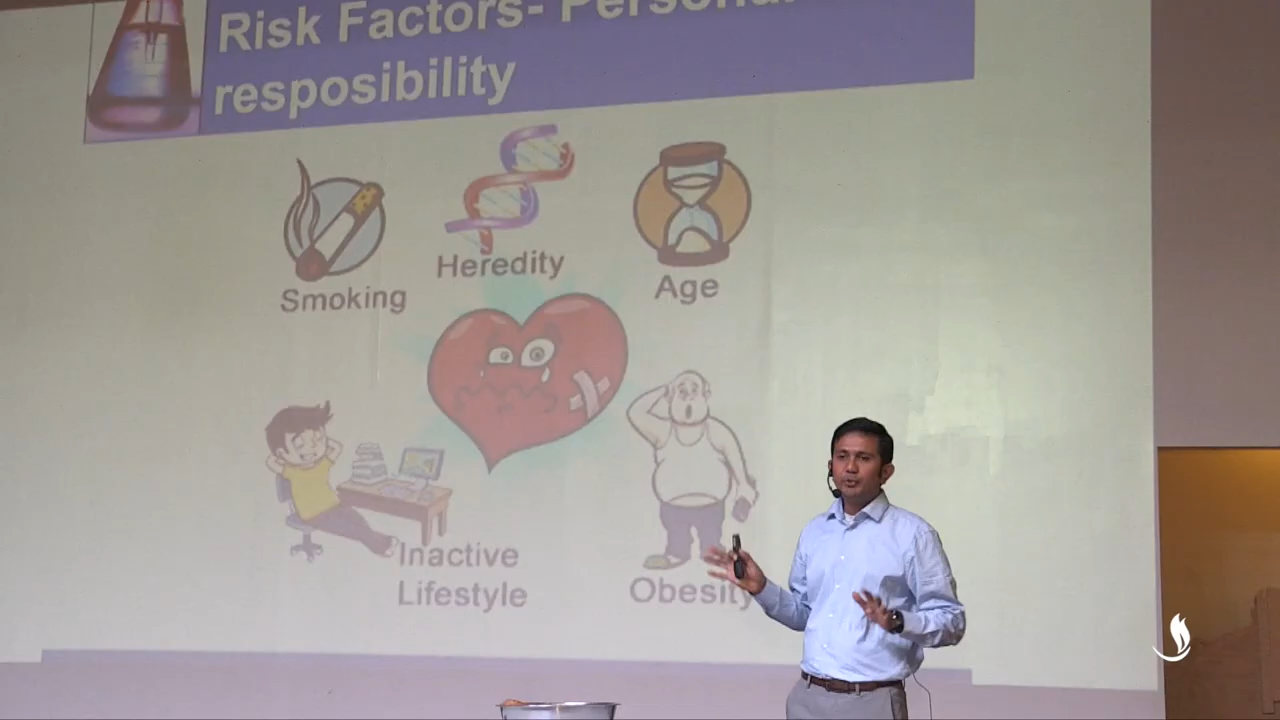 Risk Factors- Personal
resposibility
Smoking
Heredity
Age
Inactive
Lifestyle
Obesity